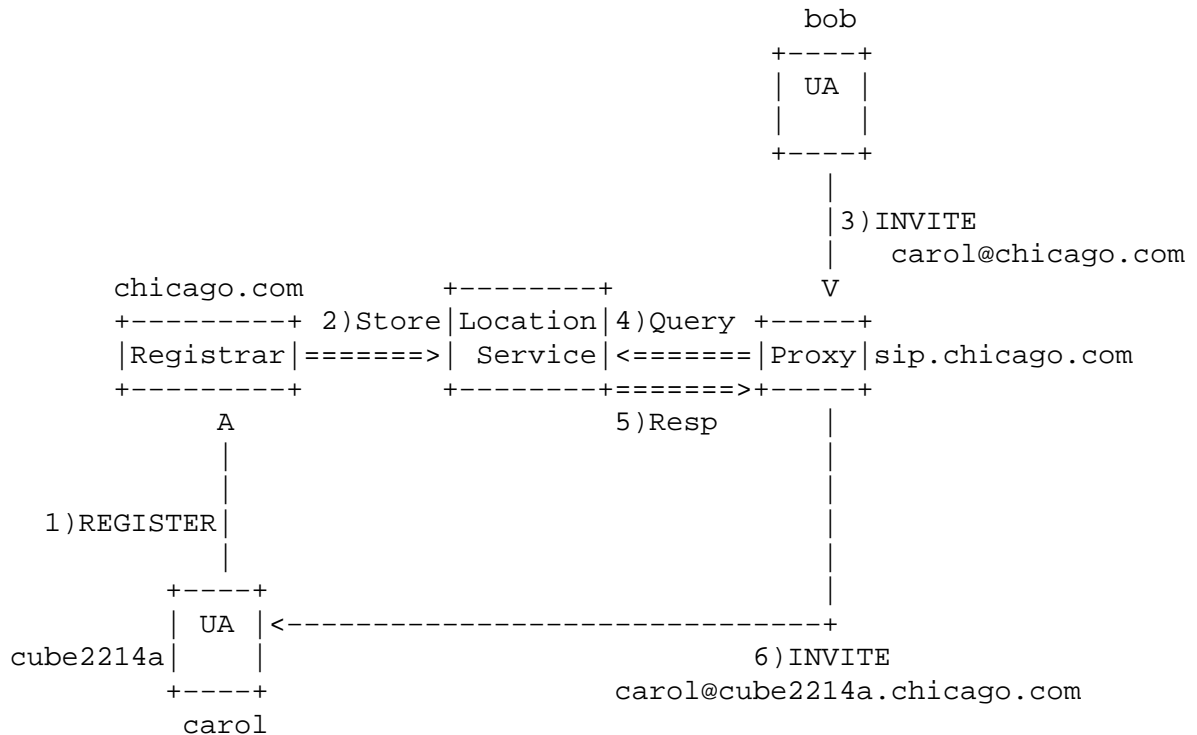 bob
+----+
| UA |
|    |
+----+
|
|3)INVITE
|   carol@chicago.com
chicago.com        +--------+            V
+---------+ 2)Store|Location|4)Query +-----+
|Registrar|=======>| Service|<=======|Proxy|sip.chicago.com
+---------+        +--------+=======>+-----+
A                      5)Resp      |
|                                  |
|                                  |
1)REGISTER|                                  |
|                                  |
+----+                                |
| UA |<-------------------------------+
cube2214a|    |                            6)INVITE
+----+                    carol@cube2214a.chicago.com
carol